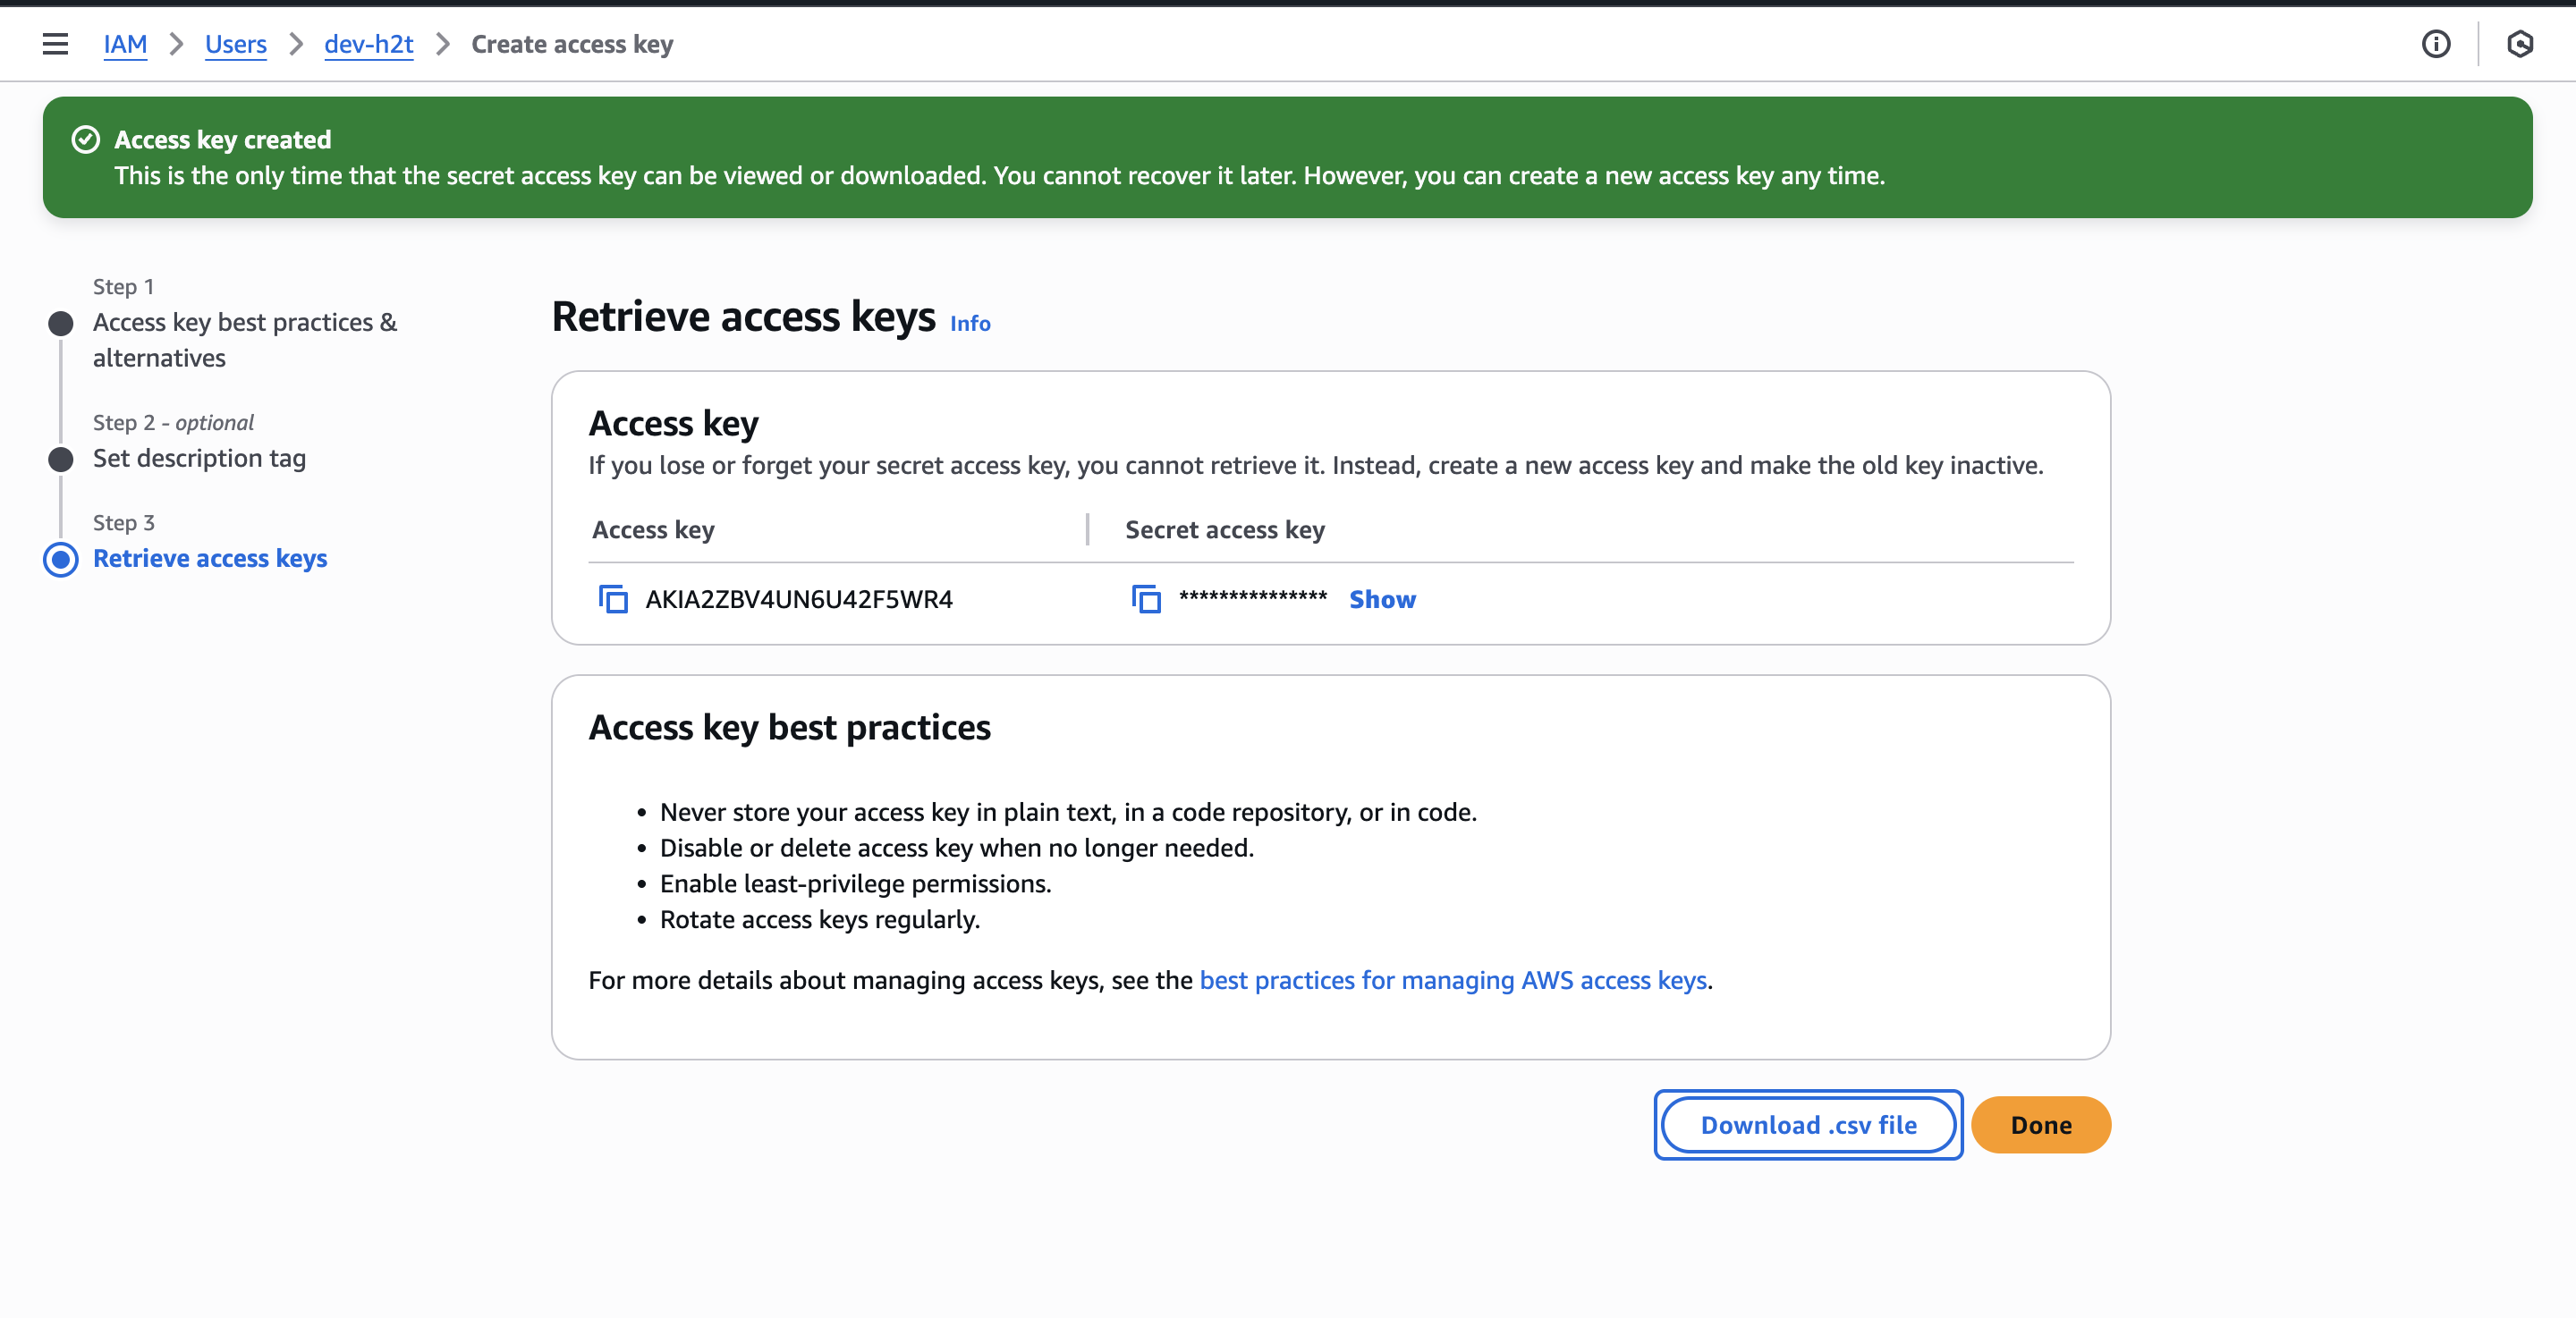 IAM > Users > dev-h2t > Create access key
Access key created
This is the only time that the secret access key can be viewed or downloaded. You cannot recover it later. However, you can create a new access key any time.
Step 1
Access key best practices &
alternatives
Step 2 - optional
Set description tag
Step 3
Retrieve access keys
Retrieve access keys Info
Access key
If you lose or forget your secret access key, you cannot retrieve it. Instead, create a new access key and make the old key inactive.
Access key Secret access key
AKIA2ZBV4UN6U42F5WR4 *************** Show
Access key best practices
• Never store your access key in plain text, in a code repository, or in code.
• Disable or delete access key when no longer needed.
• Enable least-privilege permissions.
• Rotate access keys regularly.
For more details about managing access keys, see the best practices for managing AWS access keys.
Download .csv file Done